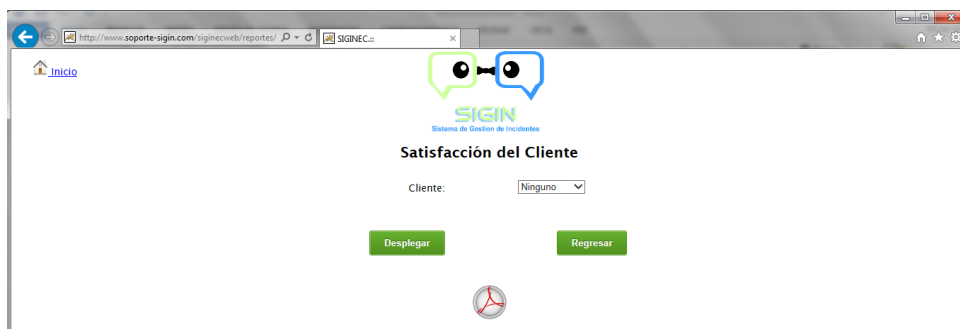 http://www.soporte-sigin.com/siginecweb/reportes/
SIGINEC.::
Inicio
SIGIN
Sistema de Gestion de Incidentes
Satisfacción del Cliente
Cliente: Ninguno
Desplegar Regresar